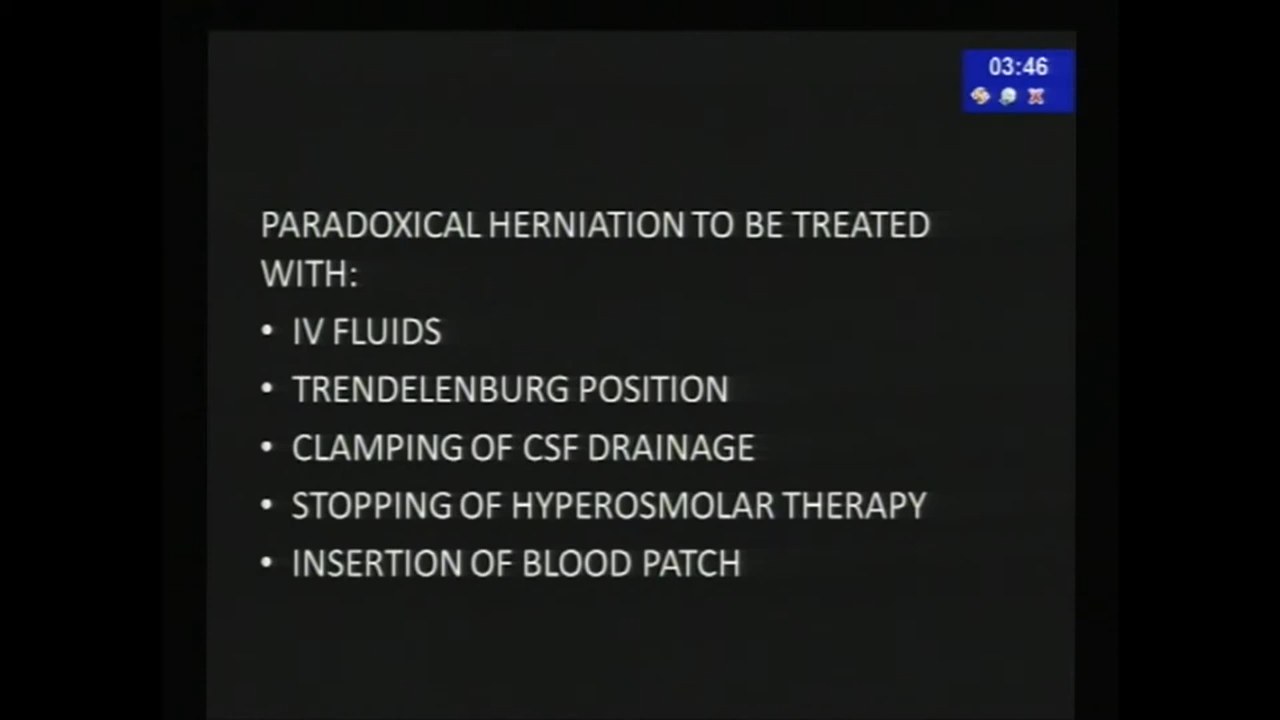 03:46
PARADOXICAL HERNIATION TO BE TREATED
WITH:
• IV FLUIDS
• TRENDELENBURG POSITION
• CLAMPING OF CSF DRAINAGE
• STOPPING OF HYPEROSMOLAR THERAPY
• INSERTION OF BLOOD PATCH